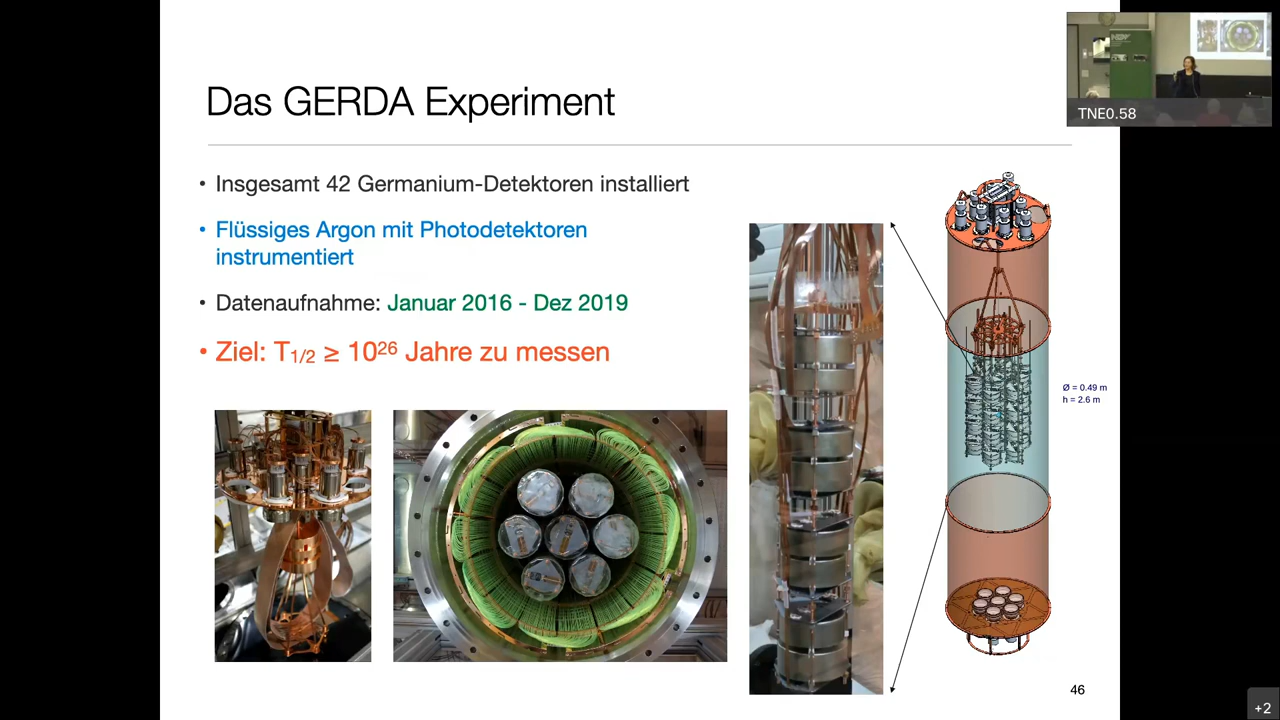 Das GERDA Experiment
• Insgesamt 42 Germanium-Detektoren installiert
• Flüssiges Argon mit Photodetektoren
instrumentiert
• Datenaufnahme: Januar 2016 - Dez 2019
• Ziel: T1/2 ≥ 10²⁶ Jahre zu messen
Ø = 0.49 m
h = 2.6 m
46
TNE0.58
+2